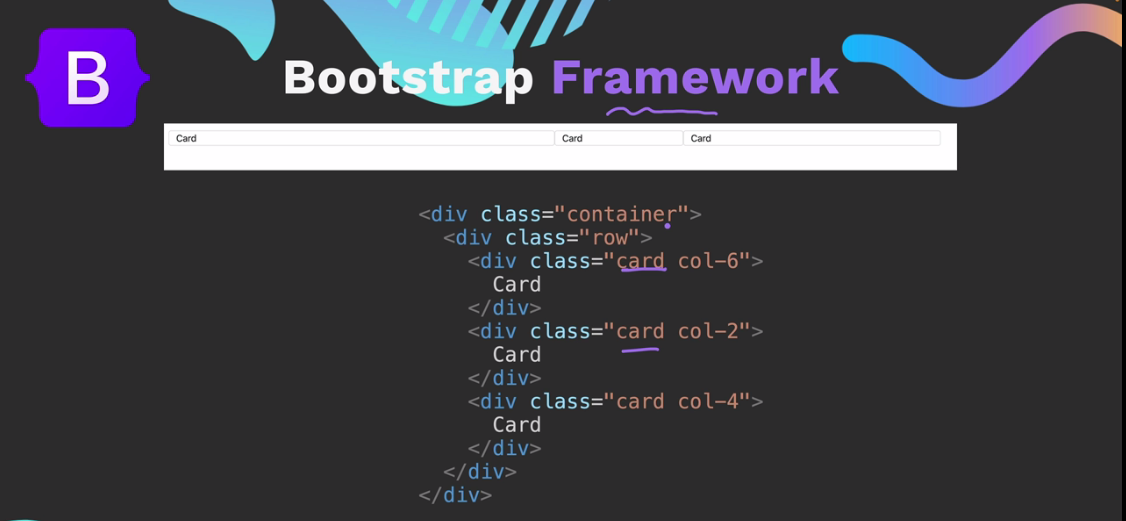 B
Bootstrap Framework
Card Card Card
<div class="container">
<div class="row">
<div class="card col-6">
Card
</div>
<div class="card col-2">
Card
</div>
<div class="card col-4">
Card
</div>
</div>
</div>